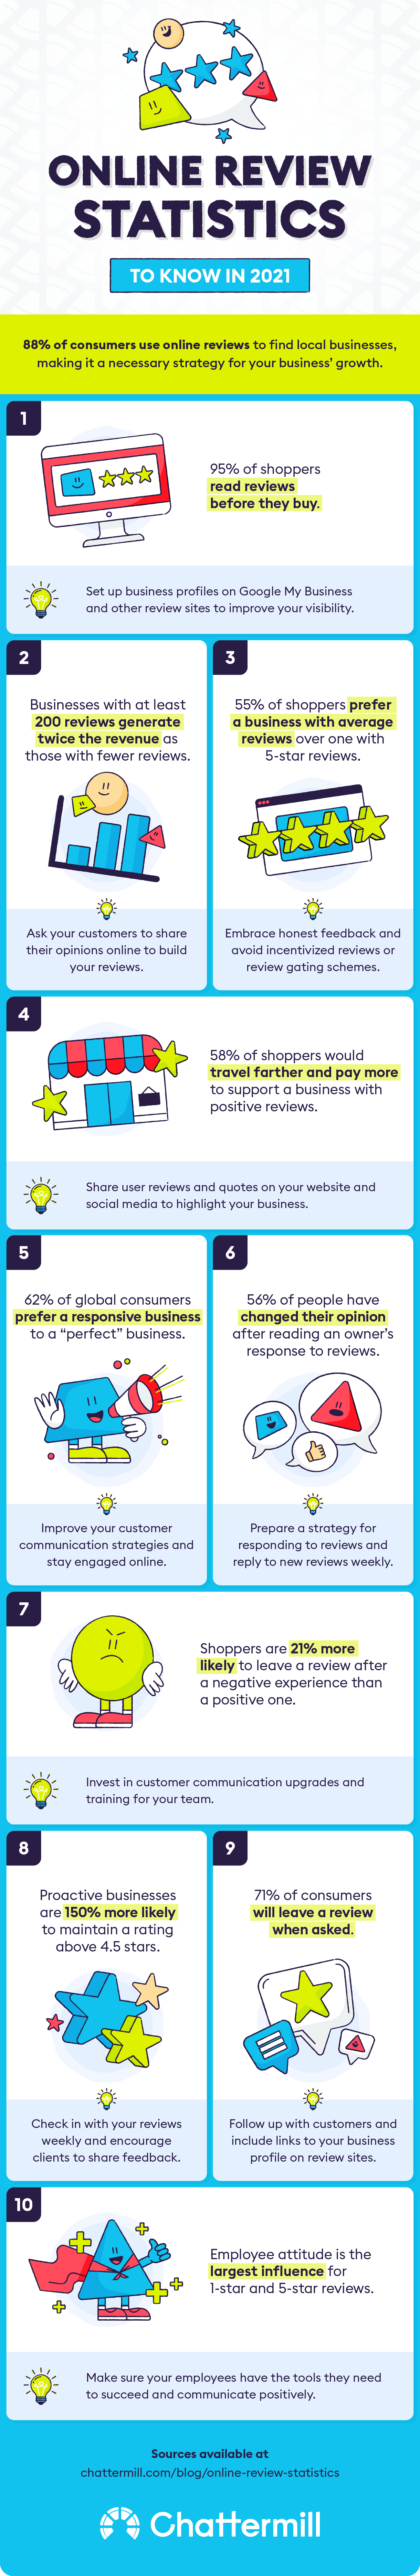 ONLINE REVIEW
STATISTICS
TO KNOW IN 2021
88% of consumers use online reviews to find local businesses,
making it a necessary strategy for your business’ growth.
1
95% of shoppers
read reviews
before they buy.
Set up business profiles on Google My Business
and other review sites to improve your visibility.
2
Businesses with at least
200 reviews generate
twice the revenue as
those with fewer reviews.
Ask your customers to share
their opinions online to build
your reviews.
3
55% of shoppers prefer
a business with average
reviews over one with
5-star reviews.
Embrace honest feedback and
avoid incentivized reviews or
review gating schemes.
4
58% of shoppers would
travel farther and pay more
to support a business with
positive reviews.
Share user reviews and quotes on your website and
social media to highlight your business.
5
62% of global consumers
prefer a responsive business
to a “perfect” business.
Improve your customer
communication strategies and
stay engaged online.
6
56% of people have
changed their opinion
after reading an owner’s
response to reviews.
Prepare a strategy for
responding to reviews and
reply to new reviews weekly.
7
Shoppers are 21% more
likely to leave a review after
a negative experience than
a positive one.
Invest in customer communication upgrades and
training for your team.
8
Proactive businesses
are 150% more likely
to maintain a rating
above 4.5 stars.
Check in with your reviews
weekly and encourage
clients to share feedback.
9
71% of consumers
will leave a review
when asked.
Follow up with customers and
include links to your business
profile on review sites.
10
Employee attitude is the
largest influence for
1-star and 5-star reviews.
Make sure your employees have the tools they need
to succeed and communicate positively.
Sources available at
chattermill.com/blog/online-review-statistics
Chattermill